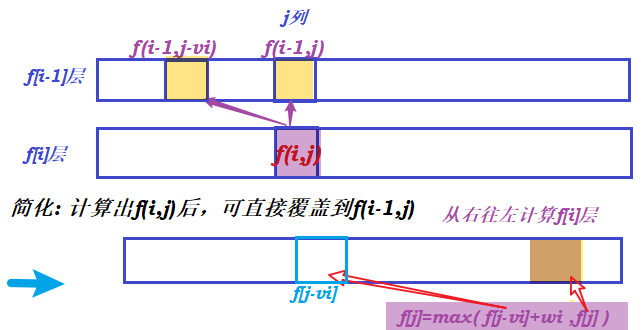 j列
f(i-1,j-vi) f(i-1,j)
f[i-1]层
f[i]层 f(i,j)
简化: 计算出f(i,j)后，可直接覆盖到f(i-1,j)
从右往左计算f[i]层
f[j-vi]
f[j]=max( f[j-vi]+wi ,f[j] )